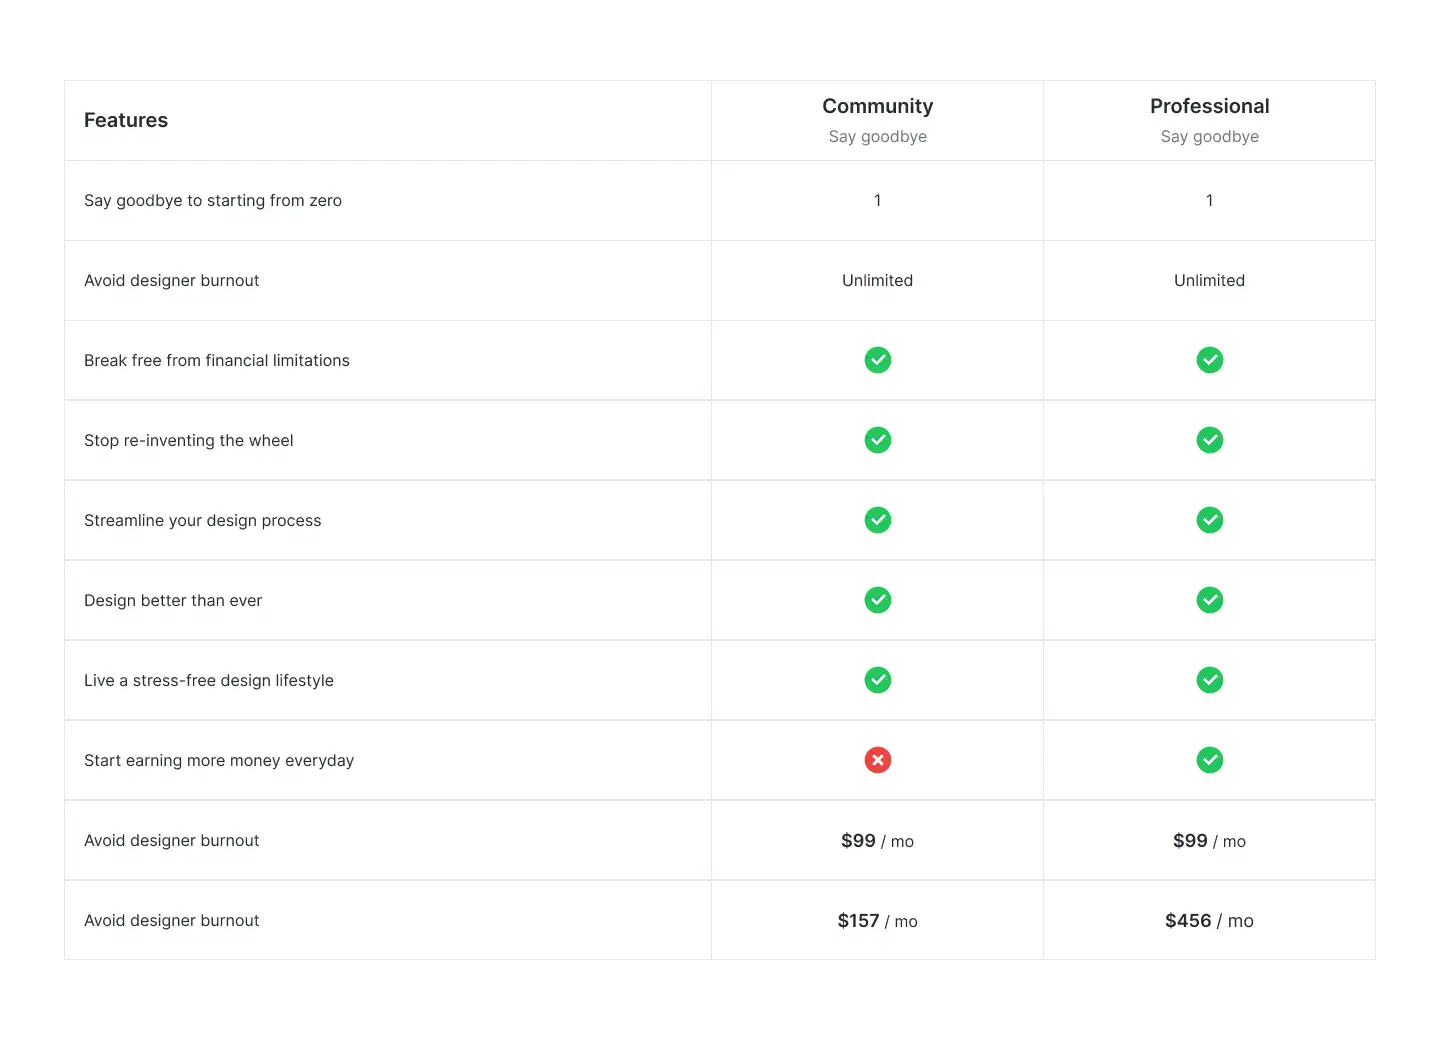 Features
Community
Professional
Say goodbye
Say goodbye
Say goodbye to starting from zero 1 1
Avoid designer burnout Unlimited Unlimited
Break free from financial limitations
Stop re-inventing the wheel
Streamline your design process
Design better than ever
Live a stress-free design lifestyle
Start earning more money everyday
Avoid designer burnout $99 / mo $99 / mo
Avoid designer burnout $157 / mo $456 / mo